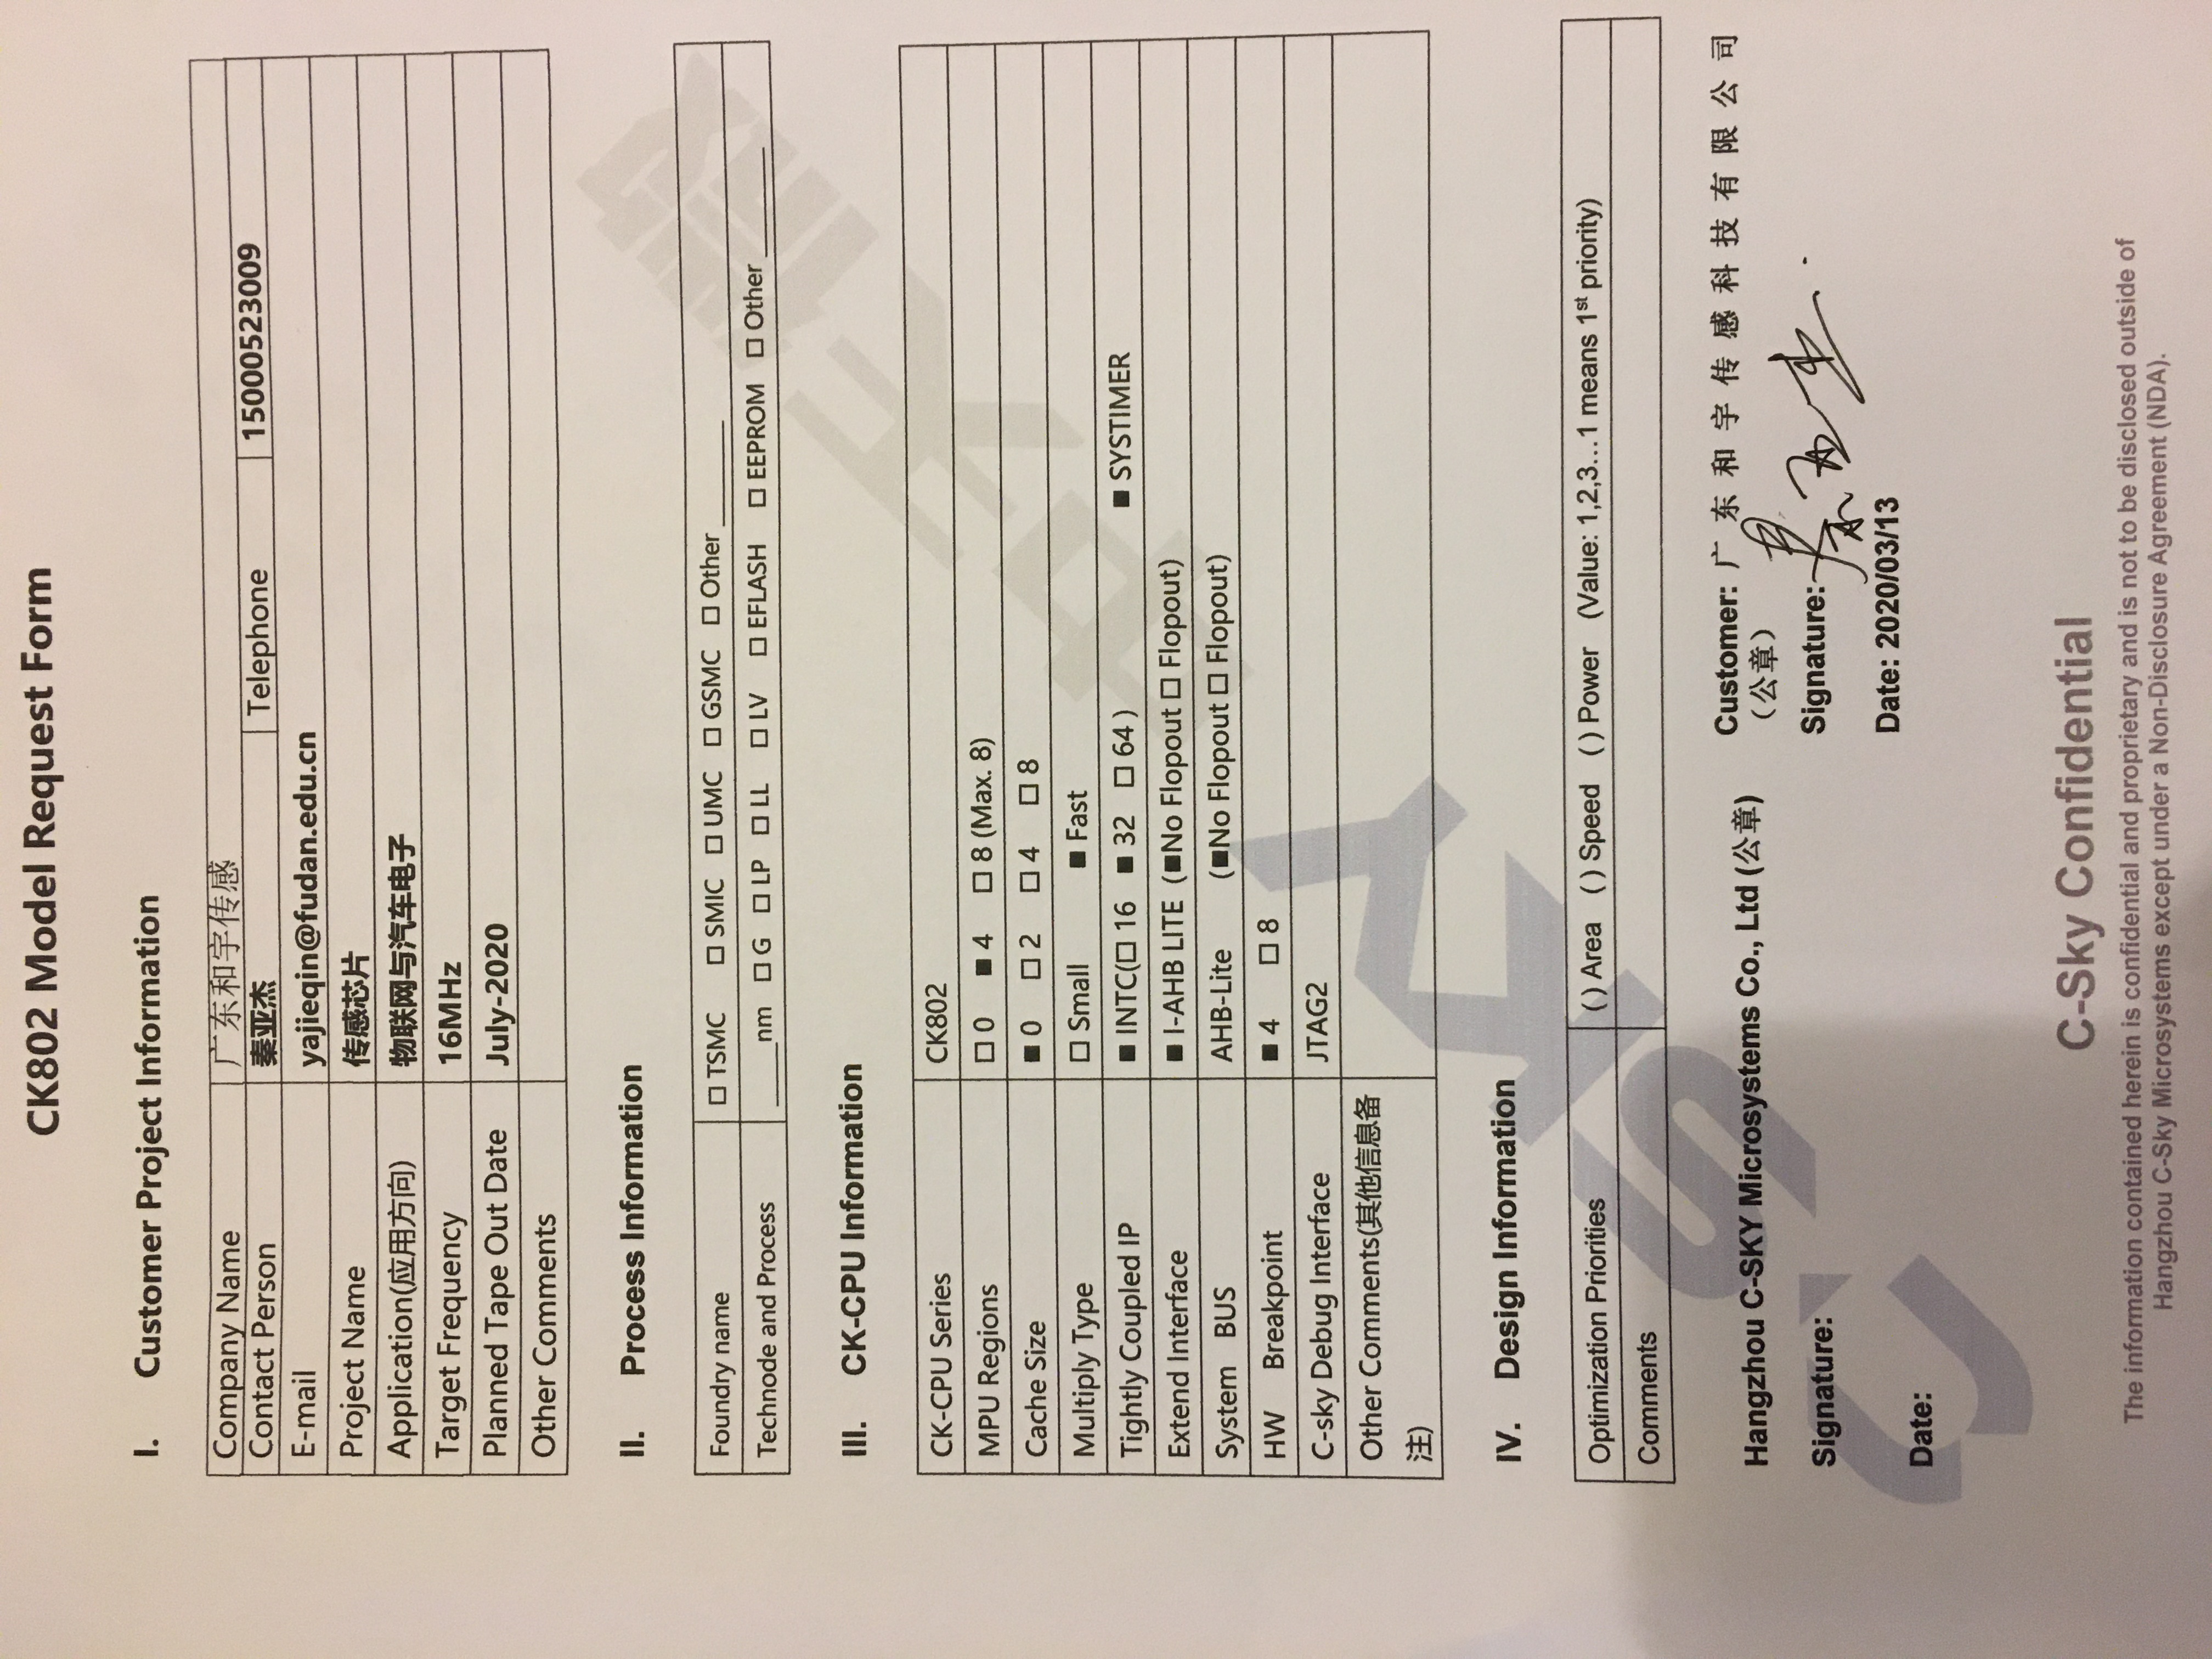 CK802 Model Request Form
I. Customer Project Information
Company Name 广东和宇传感
Contact Person 秦亚杰 Telephone 15000523009
E-mail yajieqin@fudan.edu.cn
Project Name 传感芯片
Application(应用方向) 物联网与汽车电子
Target Frequency 16MHz
Planned Tape Out Date July-2020
Other Comments
II. Process Information
Foundry name □ TSMC □ SMIC □ UMC □ GSMC □ Other ________
Technode and Process _____nm □ G □ LP □ LL □ LV □ EFLASH □ EEPROM □ Other ________
III. CK-CPU Information
CK-CPU Series CK802
MPU Regions □ 0 ■ 4 □ 8 (Max. 8)
Cache Size ■ 0 □ 2 □ 4 □ 8
Multiply Type □ Small ■ Fast
Tightly Coupled IP ■ INTC(□ 16 ■ 32 □ 64 ) ■ SYSTIMER
Extend Interface ■ I-AHB LITE (■No Flopout □ Flopout)
System BUS AHB-Lite (■No Flopout □ Flopout)
HW Breakpoint ■ 4 □ 8
C-sky Debug Interface JTAG2
Other Comments(其他信息备
注)
IV. Design Information
Optimization Priorities ( ) Area ( ) Speed ( ) Power (Value: 1,2,3...1 means 1st priority)
Comments
Hangzhou C-SKY Microsystems Co., Ltd (公章)
Signature:
Date:
Customer: 广东和宇传感科技有限公司
（公章）
Signature: 秦亚杰
Date: 2020/03/13
C-SKY 中天微
C-Sky Confidential
The information contained herein is confidential and proprietary and is not to be disclosed outside of
Hangzhou C-Sky Microsystems except under a Non-Disclosure Agreement (NDA).